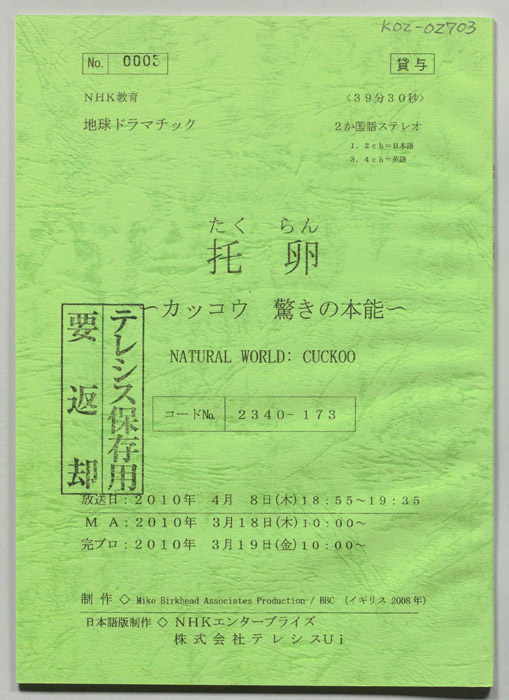 KOZ-02703
No. 0005
貸与
NHK教育
〈39分30秒〉
地球ドラマチック
2か国語ステレオ
1，2ch＝日本語
3，4ch＝英語
たく らん
托 卵
～カッコウ 驚きの本能～
NATURAL WORLD: CUCKOO
テレシス保存用
要返却
コードNo. 2340-173
放送日：2010年 4月 8日(木)18:55～19:35
MA：2010年 3月18日(木)10:00～
完プロ：2010年 3月19日(金)10:00～
制作◇ Mike Birkhead Associates Production / BBC （イギリス 2008年）
日本語版制作◇ NHKエンタープライズ
株式会社テレシスUi